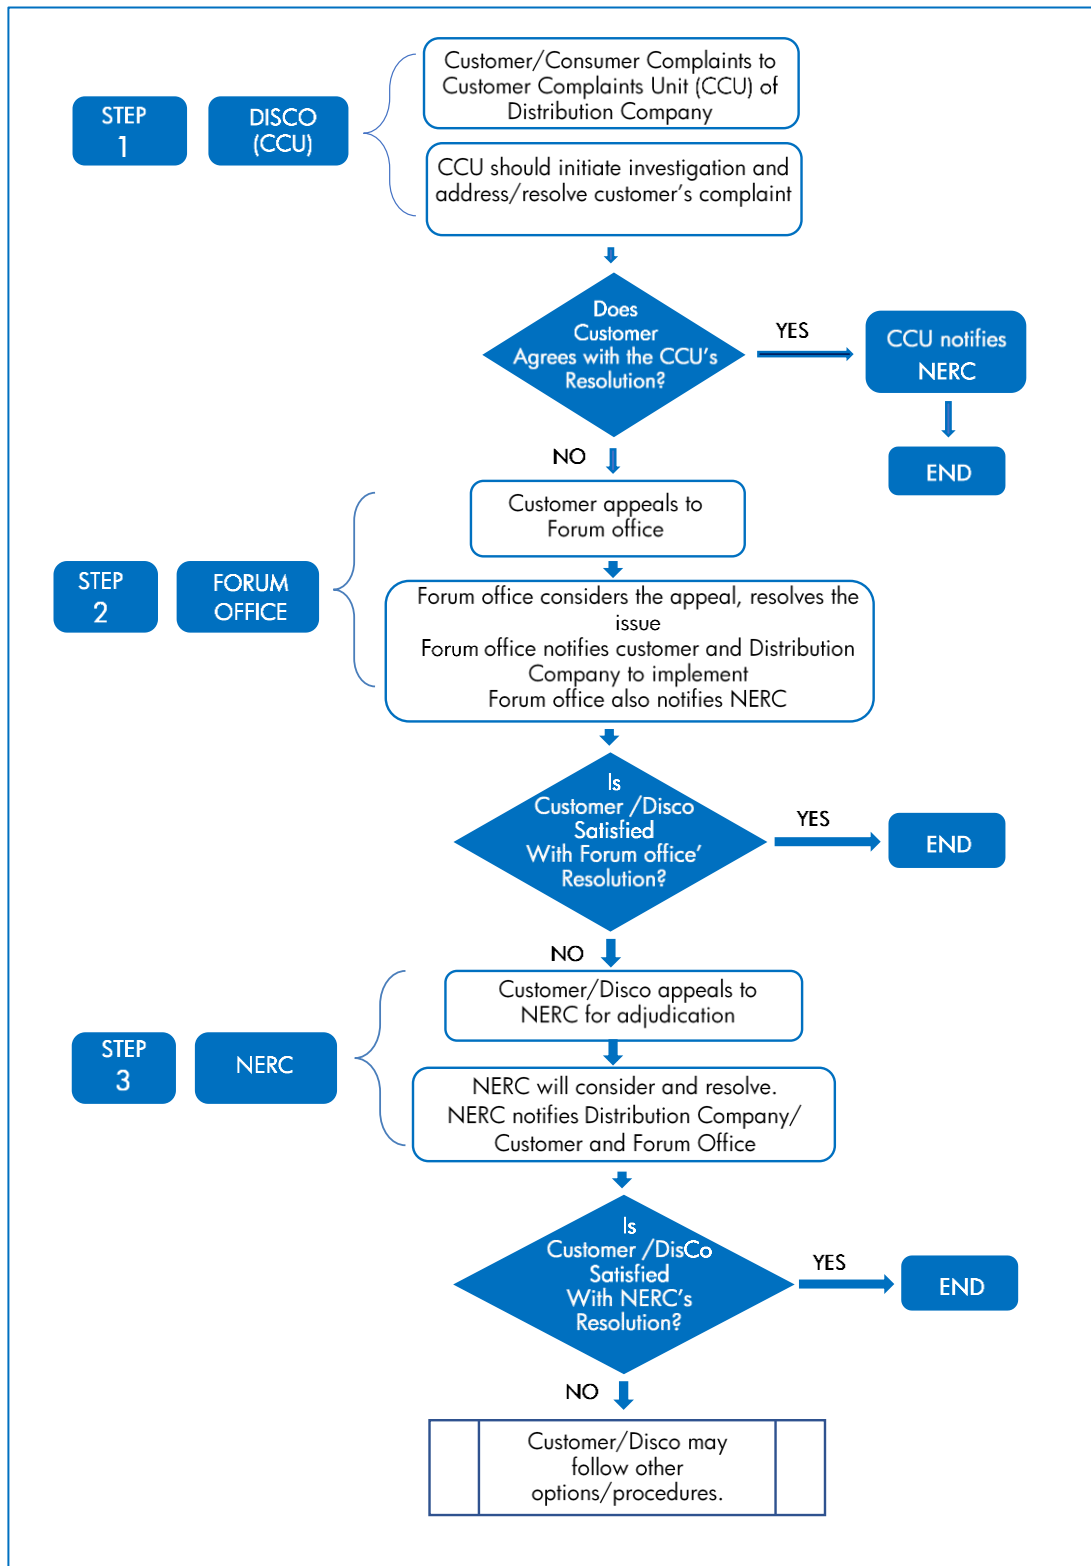 STEP
1
DISCO
(CCU)
Customer/Consumer Complaints to
Customer Complaints Unit (CCU) of
Distribution Company
CCU should initiate investigation and
address/resolve customer's complaint
Does
Customer
Agrees with the CCU's
Resolution?
YES
CCU notifies
NERC
END
NO
Customer appeals to
Forum office
STEP
2
FORUM
OFFICE
Forum office considers the appeal, resolves the
issue
Forum office notifies customer and Distribution
Company to implement
Forum office also notifies NERC
Is
Customer /Disco
Satisfied
With Forum office'
Resolution?
YES
END
NO
Customer/Disco appeals to
NERC for adjudication
STEP
3
NERC
NERC will consider and resolve.
NERC notifies Distribution Company/
Customer and Forum Office
Is
Customer /DisCo
Satisfied
With NERC's
Resolution?
YES
END
NO
Customer/Disco may
follow other
options/procedures.